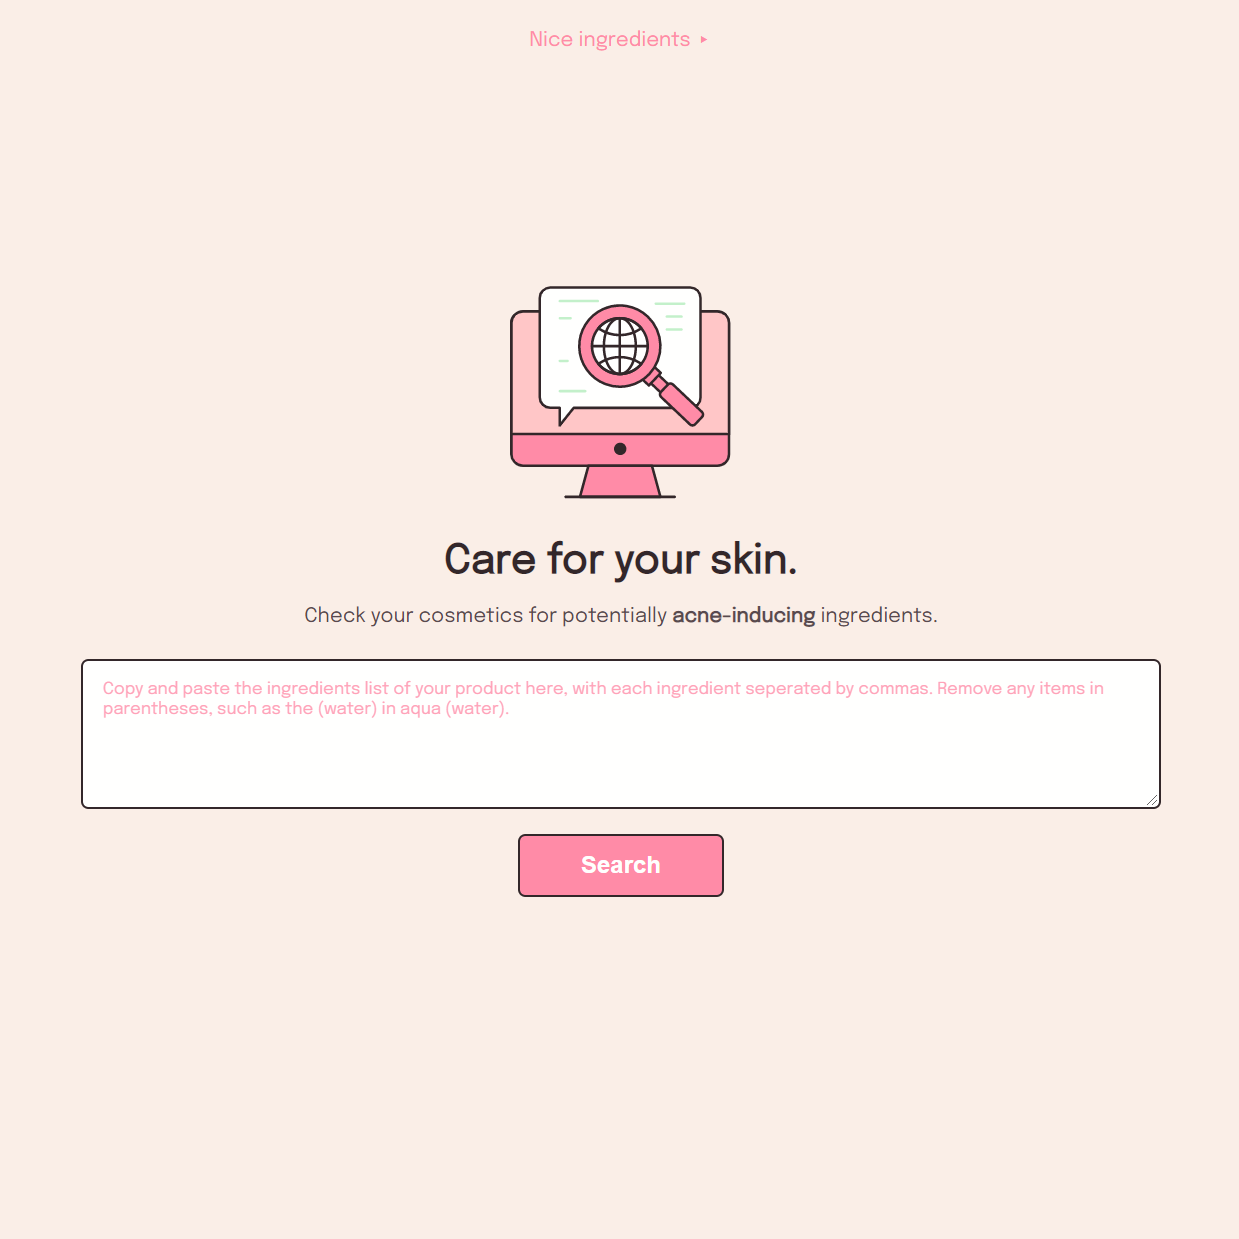 Nice ingredients ▸
Care for your skin.
Check your cosmetics for potentially acne-inducing ingredients.
Copy and paste the ingredients list of your product here, with each ingredient seperated by commas. Remove any items in
parentheses, such as the (water) in aqua (water).
Search